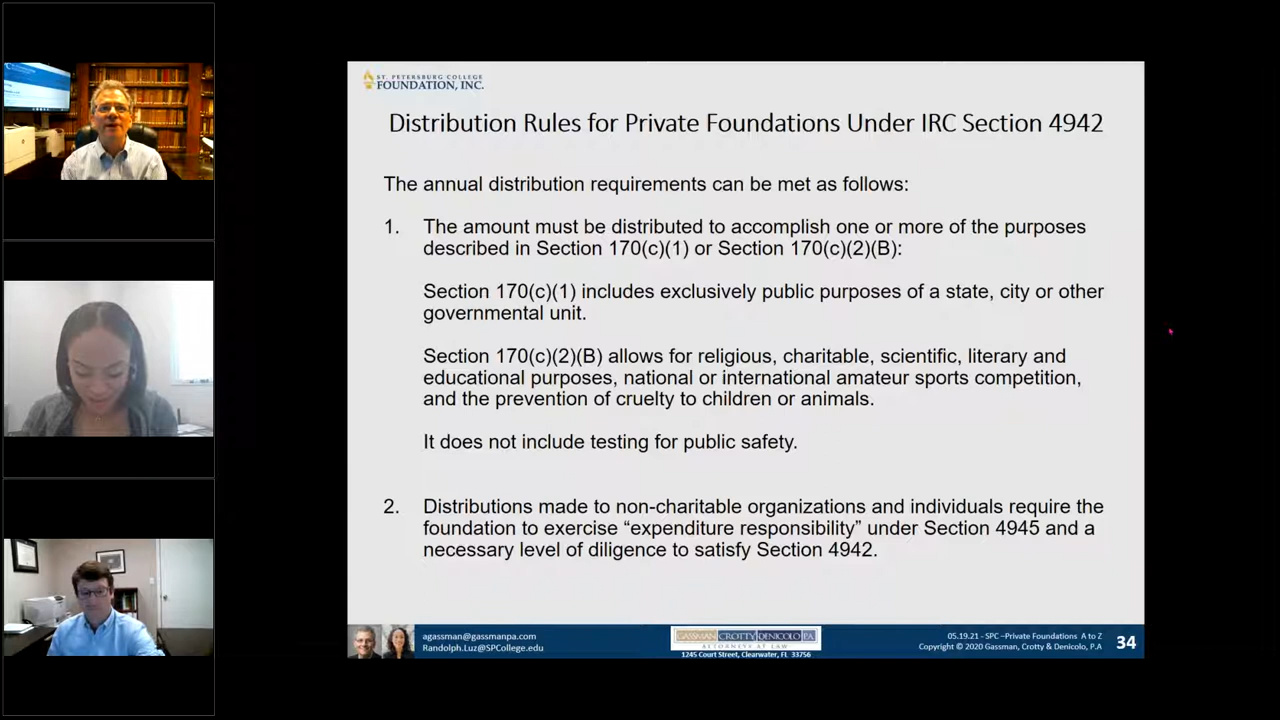 ST. PETERSBURG COLLEGE
FOUNDATION, INC.
Distribution Rules for Private Foundations Under IRC Section 4942
The annual distribution requirements can be met as follows:
1. The amount must be distributed to accomplish one or more of the purposes
described in Section 170(c)(1) or Section 170(c)(2)(B):
Section 170(c)(1) includes exclusively public purposes of a state, city or other
governmental unit.
Section 170(c)(2)(B) allows for religious, charitable, scientific, literary and
educational purposes, national or international amateur sports competition,
and the prevention of cruelty to children or animals.
It does not include testing for public safety.
2. Distributions made to non-charitable organizations and individuals require the
foundation to exercise “expenditure responsibility” under Section 4945 and a
necessary level of diligence to satisfy Section 4942.
agassman@gassmanpa.com
Randolph.Luz@SPCollege.edu
GASSMAN CROTTY DENICOLO PA
ATTORNEYS AT LAW
1245 Court Street, Clearwater, FL 33756
05.19.21 - SPC –Private Foundations A to Z
Copyright © 2020 Gassman, Crotty & Denicolo, P.A
34